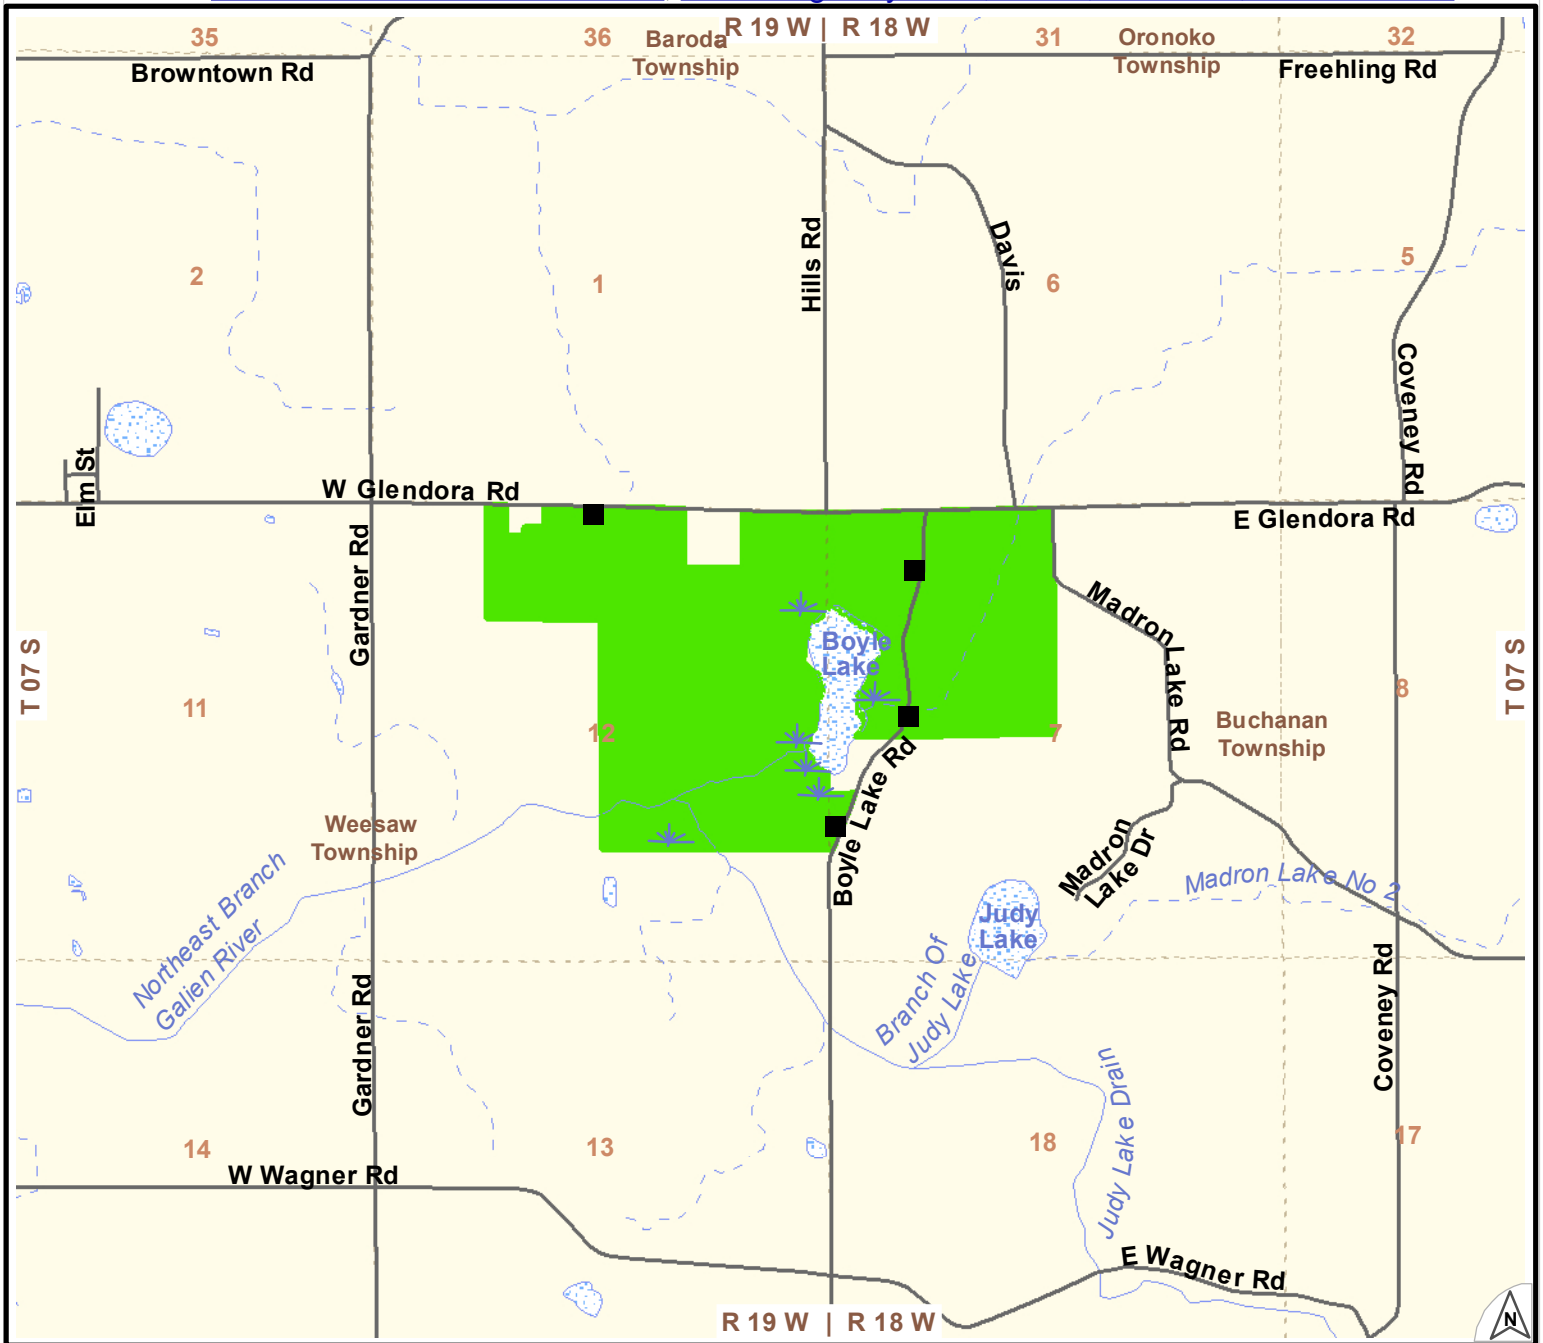 R 19 W | R 18 W
35
36
Baroda
Township
31
Oronoko
Township
32
Browntown Rd
Freehling Rd
2
1
Hills Rd
Davis
6
5
Coveney Rd
Elm St
W Glendora Rd
E Glendora Rd
Gardner Rd
Madron
Lake Rd
Boyle
Lake
T 07 S
T 07 S
11
12
7
8
Buchanan
Township
Boyle Lake Rd
Weesaw
Township
Madron
Lake Dr
Madron Lake No 2
Northeast Branch
Galien River
Judy
Lake
Branch Of
Judy Lake
Gardner Rd
Coveney Rd
Judy Lake Drain
14
13
18
17
W Wagner Rd
E Wagner Rd
R 19 W | R 18 W
N